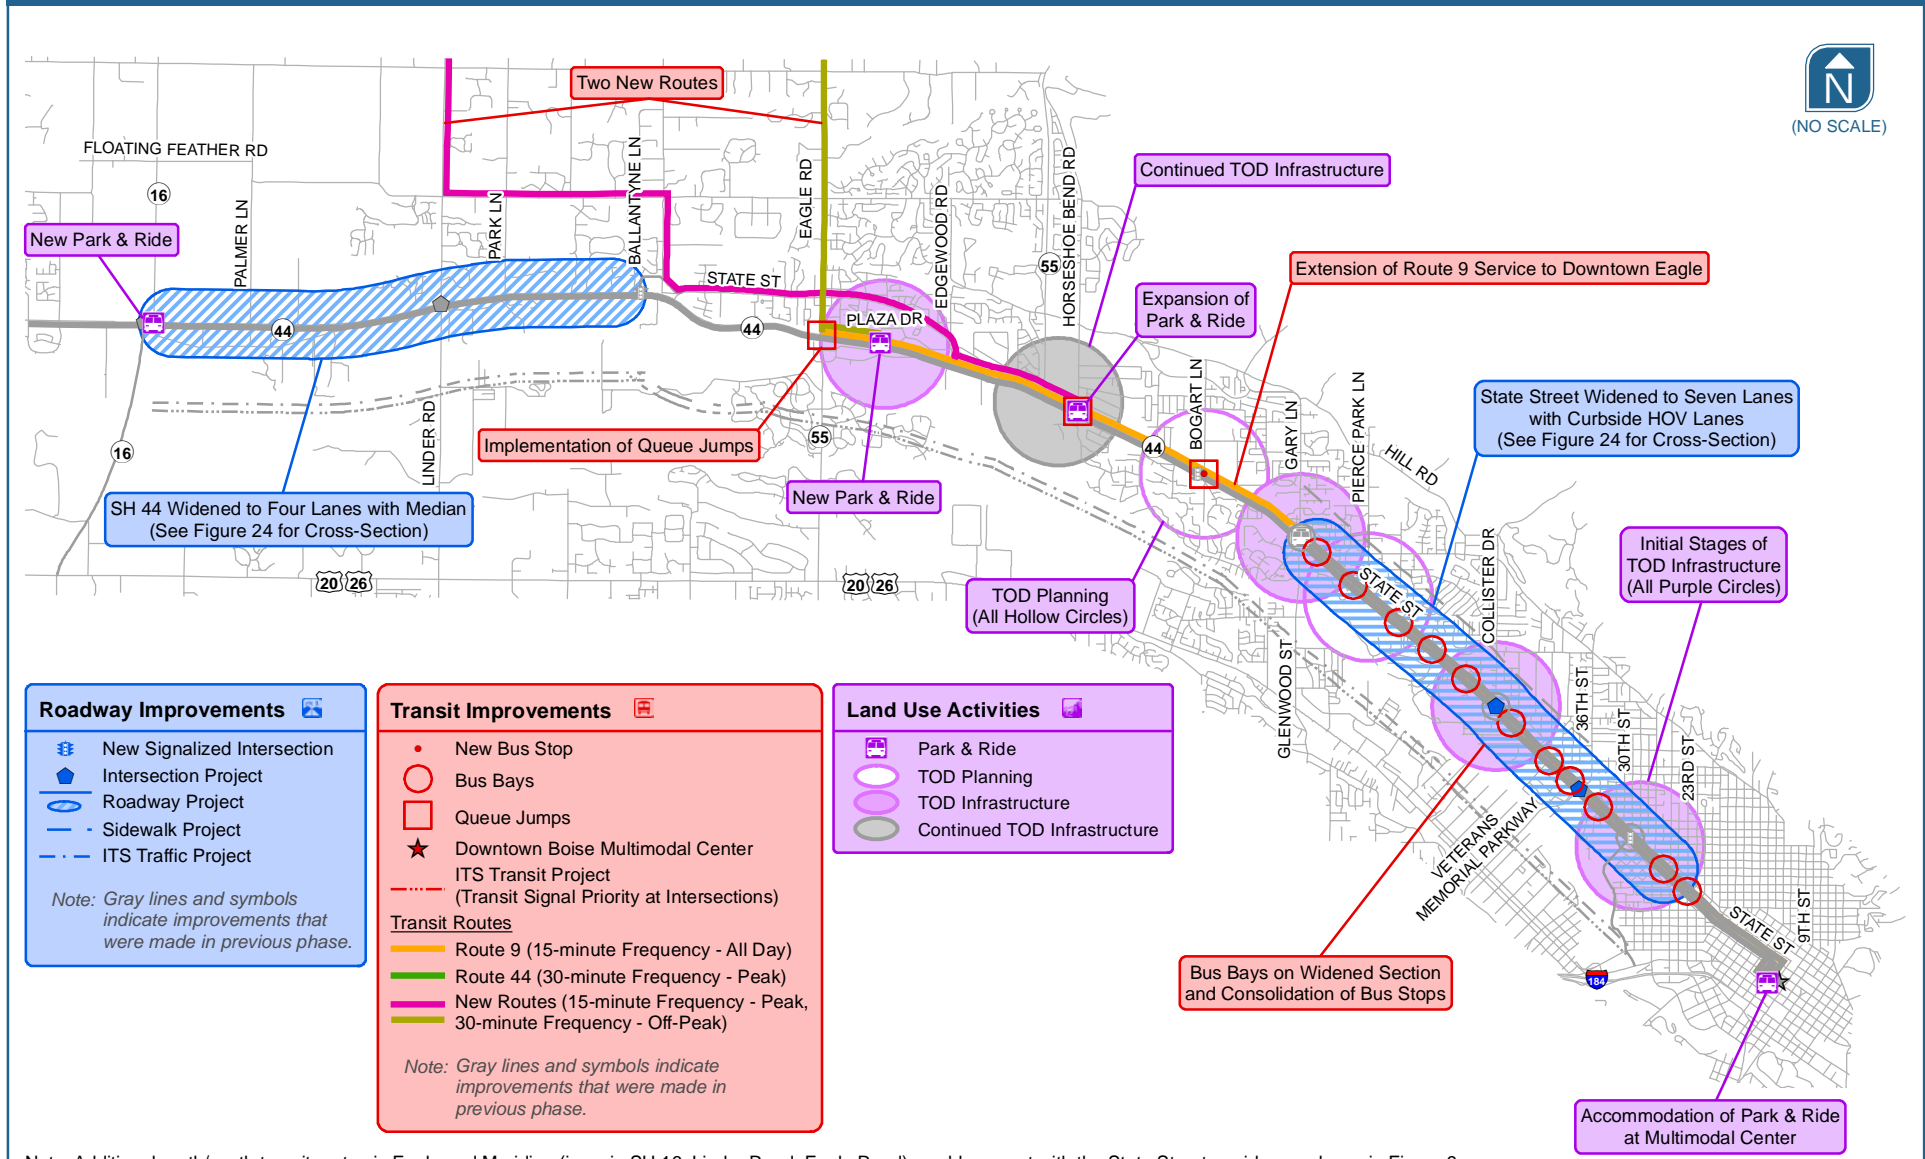 N
(NO SCALE)
Two New Routes
FLOATING FEATHER RD
16
New Park & Ride
PALMER LN
PARK LN
BALLANTYNE LN
EAGLE RD
EDGEWOOD RD
HORSESHOE BEND RD
55
Continued TOD Infrastructure
Extension of Route 9 Service to Downtown Eagle
Expansion of
Park & Ride
STATE ST
44
44
PLAZA DR
LINDER RD
16
55
44
Implementation of Queue Jumps
New Park & Ride
BOGART LN
GARY LN
PIERCE PARK LN
HILL RD
State Street Widened to Seven Lanes
with Curbside HOV Lanes
(See Figure 24 for Cross-Section)
SH 44 Widened to Four Lanes with Median
(See Figure 24 for Cross-Section)
20 26
20 26
TOD Planning
(All Hollow Circles)
STATE ST
COLLISTER DR
Initial Stages of
TOD Infrastructure
(All Purple Circles)
GLENWOOD ST
36TH ST
30TH ST
23RD ST
VETERANS
MEMORIAL PARKWAY
STATE ST
9TH ST
184
Bus Bays on Widened Section
and Consolidation of Bus Stops
Accommodation of Park & Ride
at Multimodal Center
Roadway Improvements
New Signalized Intersection
Intersection Project
Roadway Project
Sidewalk Project
ITS Traffic Project
Note: Gray lines and symbols
indicate improvements that
were made in previous phase.
Transit Improvements
New Bus Stop
Bus Bays
Queue Jumps
Downtown Boise Multimodal Center
ITS Transit Project
(Transit Signal Priority at Intersections)
Transit Routes
Route 9 (15-minute Frequency - All Day)
Route 44 (30-minute Frequency - Peak)
New Routes (15-minute Frequency - Peak,
30-minute Frequency - Off-Peak)
Note: Gray lines and symbols indicate
improvements that were made in
previous phase.
Land Use Activities
Park & Ride
TOD Planning
TOD Infrastructure
Continued TOD Infrastructure